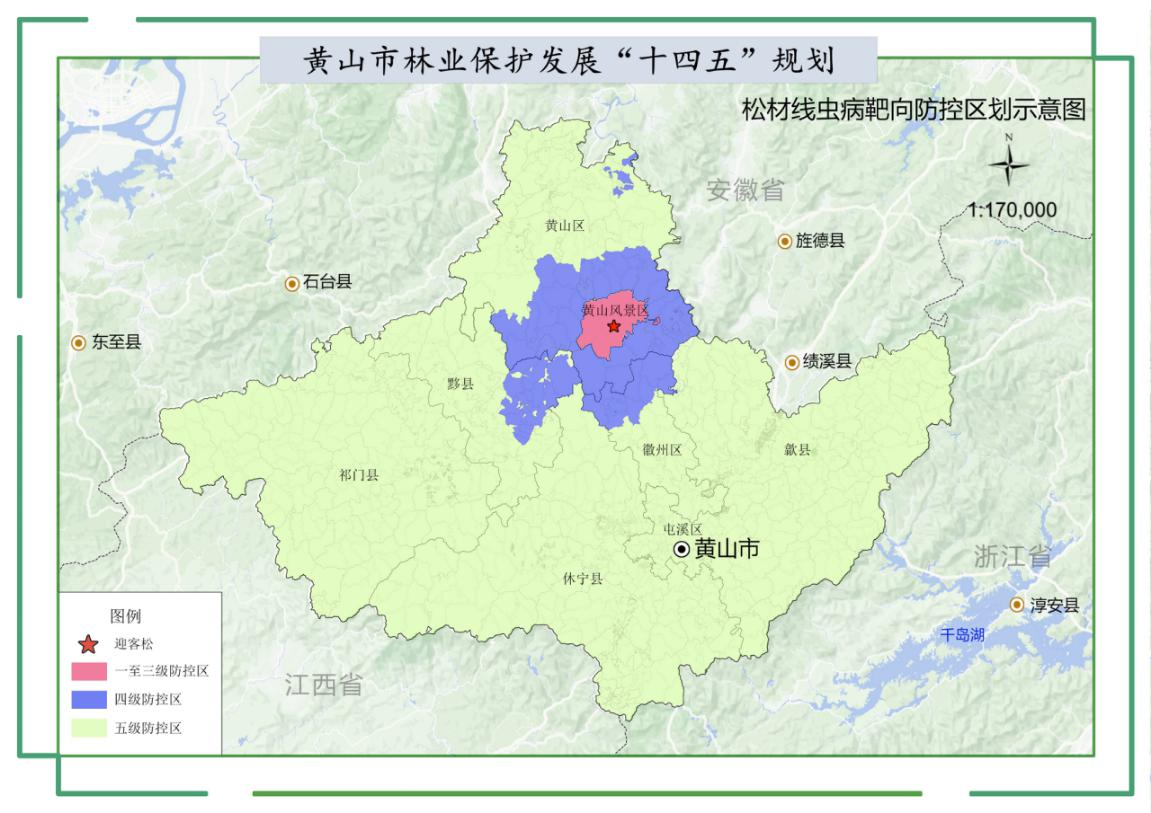 黄山市林业保护发展“十四五”规划
松材线虫病靶向防控区划示意图
N
1:170,000
安徽省
黄山区
旌德县
石台县
黄山风景区
东至县
绩溪县
黟县
徽州区
歙县
祁门县
屯溪区
黄山市
浙江省
休宁县
淳安县
千岛湖
江西省
图例
迎客松
一至三级防控区
四级防控区
五级防控区